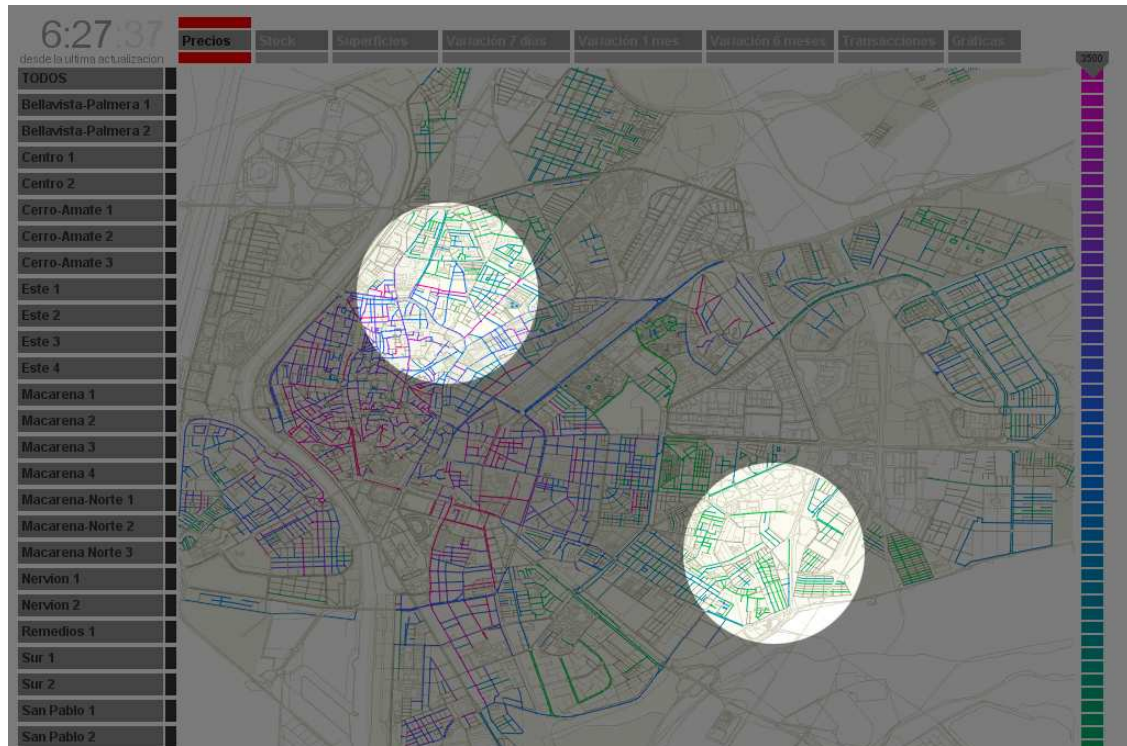 6:27:37
desde la ultima actualizacion
Precios
Stock
Superficies
Variación 7 dias
Variación 1 mes
Variación 6 meses
Transacciones
Gráficas
3500
TODOS
Bellavista-Palmera 1
Bellavista-Palmera 2
Centro 1
Centro 2
Cerro-Amate 1
Cerro-Amate 2
Cerro-Amate 3
Este 1
Este 2
Este 3
Este 4
Macarena 1
Macarena 2
Macarena 3
Macarena 4
Macarena-Norte 1
Macarena-Norte 2
Macarena Norte 3
Nervion 1
Nervion 2
Remedios 1
Sur 1
Sur 2
San Pablo 1
San Pablo 2